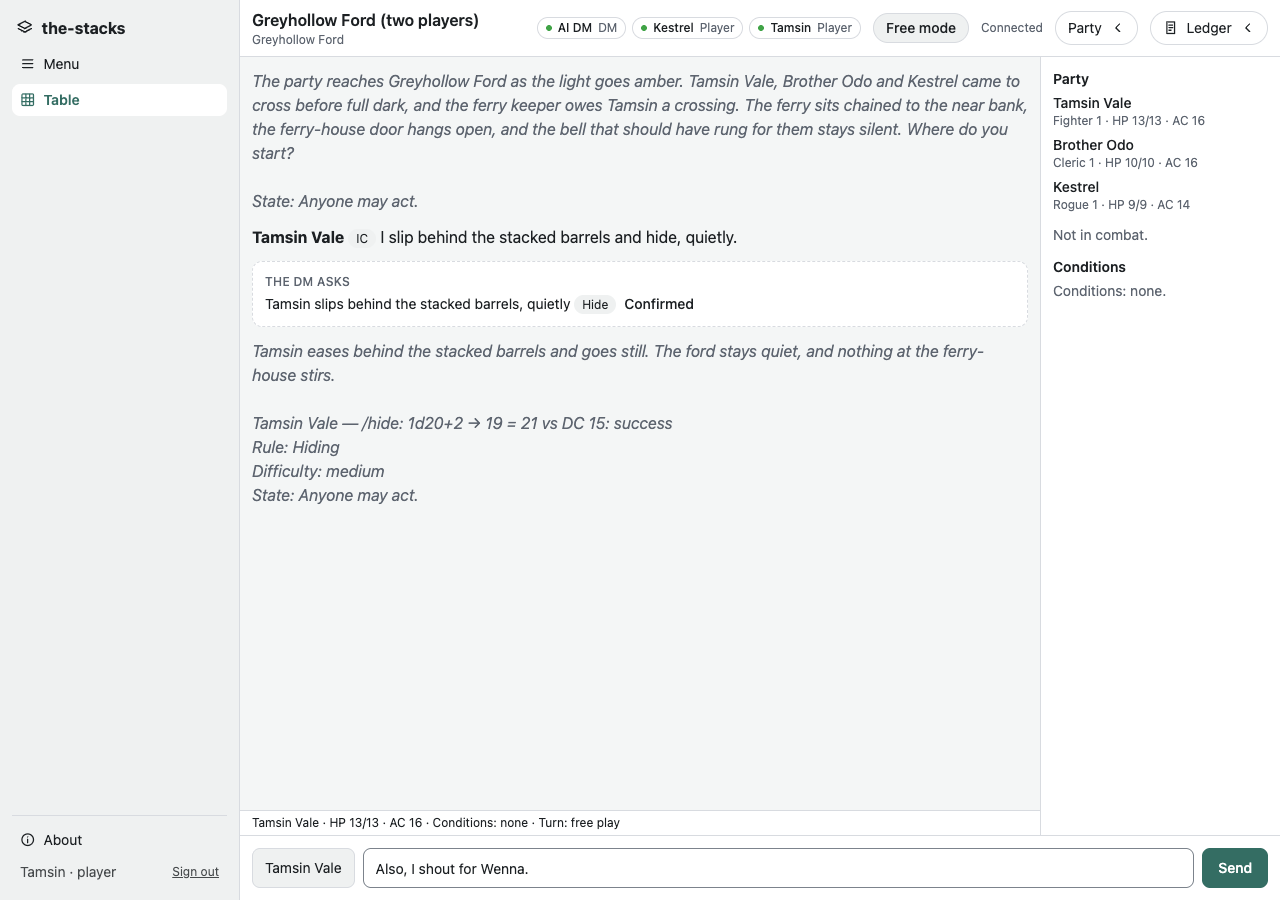 the-stacks
Menu
Table
About
Tamsin · player
Sign out
Greyhollow Ford (two players)
Greyhollow Ford
AI DM DM
Kestrel Player
Tamsin Player
Free mode
Connected
Party
Ledger
The party reaches Greyhollow Ford as the light goes amber. Tamsin Vale, Brother Odo and Kestrel came to
cross before full dark, and the ferry keeper owes Tamsin a crossing. The ferry sits chained to the near bank,
the ferry-house door hangs open, and the bell that should have rung for them stays silent. Where do you
start?
State: Anyone may act.
Tamsin Vale IC I slip behind the stacked barrels and hide, quietly.
THE DM ASKS
Tamsin slips behind the stacked barrels, quietly Hide Confirmed
Tamsin eases behind the stacked barrels and goes still. The ford stays quiet, and nothing at the ferry-
house stirs.
Tamsin Vale — /hide: 1d20+2 → 19 = 21 vs DC 15: success
Rule: Hiding
Difficulty: medium
State: Anyone may act.
Tamsin Vale · HP 13/13 · AC 16 · Conditions: none · Turn: free play
Tamsin Vale
Also, I shout for Wenna.
Send
Party
Tamsin Vale
Fighter 1 · HP 13/13 · AC 16
Brother Odo
Cleric 1 · HP 10/10 · AC 16
Kestrel
Rogue 1 · HP 9/9 · AC 14
Not in combat.
Conditions
Conditions: none.